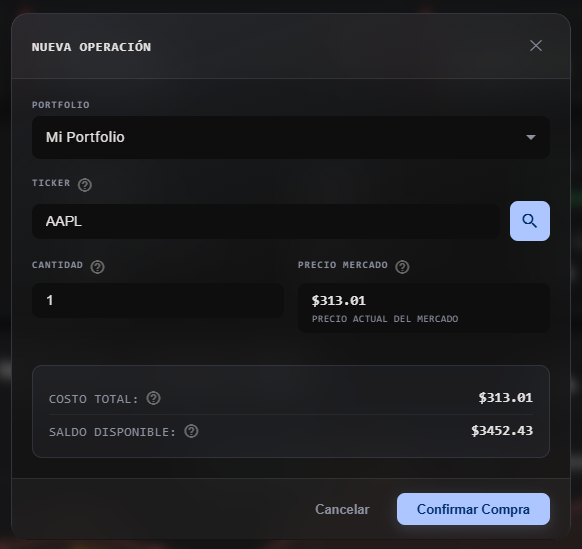 NUEVA OPERACIÓN
PORTFOLIO
Mi Portfolio
TICKER ?
AAPL
CANTIDAD ? PRECIO MERCADO ?
1 $313.01
PRECIO ACTUAL DEL MERCADO
COSTO TOTAL: ? $313.01
SALDO DISPONIBLE: ? $3452.43
Cancelar Confirmar Compra